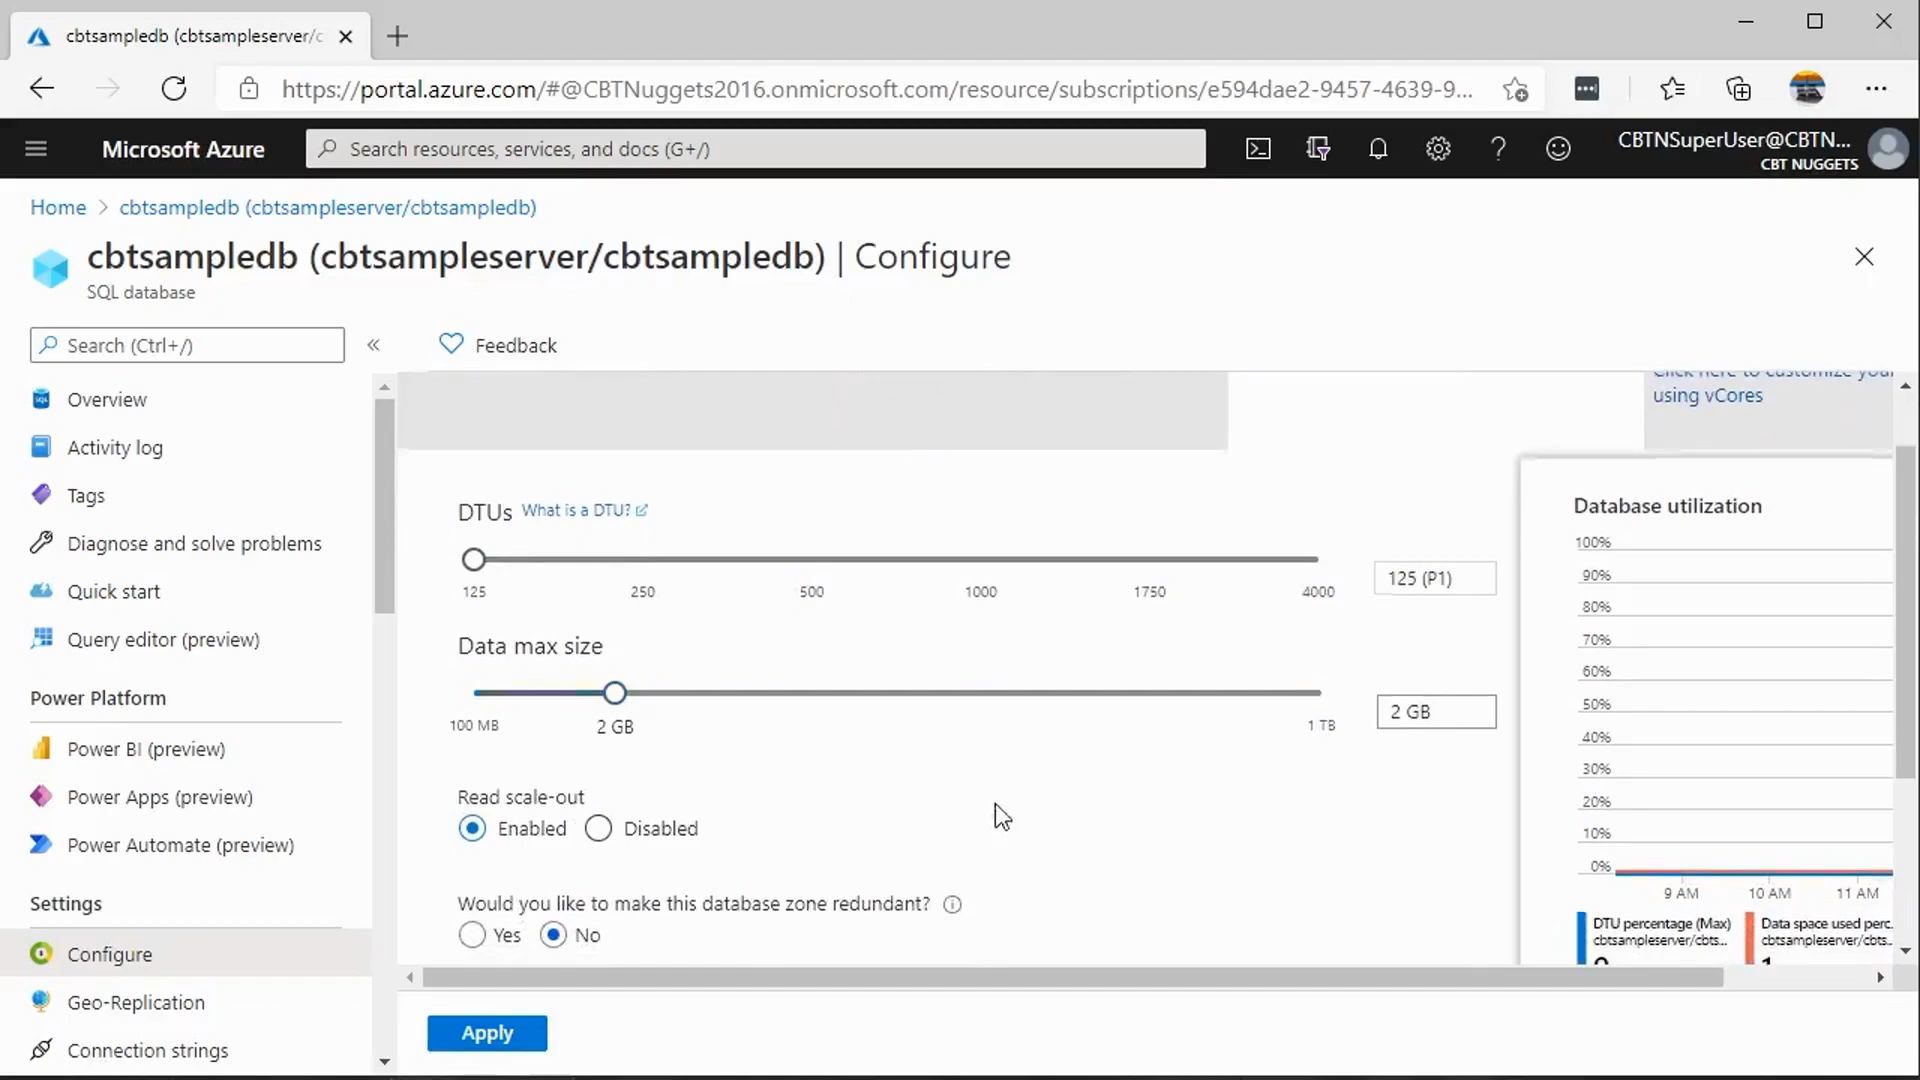 cbtsampledb (cbtsampleserver/c
https://portal.azure.com/#@CBTNuggets2016.onmicrosoft.com/resource/subscriptions/e594dae2-9457-4639-9...
Microsoft Azure
Search resources, services, and docs (G+/)
CBTNSuperUser@CBTN...
CBT NUGGETS
Home > cbtsampledb (cbtsampleserver/cbtsampledb)
cbtsampledb (cbtsampleserver/cbtsampledb) | Configure
SQL database
Search (Ctrl+/)
«
Feedback
Overview
Activity log
Tags
Diagnose and solve problems
Quick start
Query editor (preview)
Power Platform
Power BI (preview)
Power Apps (preview)
Power Automate (preview)
Settings
Configure
Geo-Replication
Connection strings
Click here to customize your
using vCores
DTUs What is a DTU?
125 250 500 1000 1750 4000
125 (P1)
Data max size
100 MB 2 GB 1 TB
2 GB
Read scale-out
Enabled Disabled
Would you like to make this database zone redundant?
Yes No
Apply
Database utilization
100%
90%
80%
70%
60%
50%
40%
30%
20%
10%
0%
9 AM 10 AM 11 AM
DTU percentage (Max)
cbtsampleserver/cbts...
Data space used perc...
cbtsampleserver/cbts...